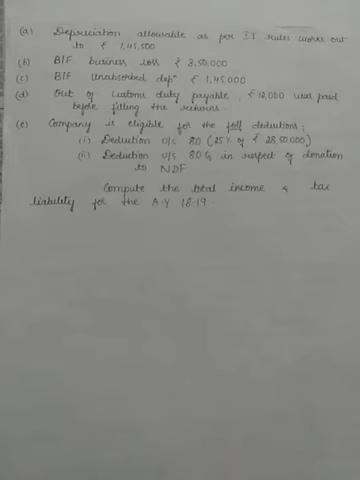 (a) Depreciation allowable as per IT rules works out
to ₹ 1,45,500
(b) B/F business loss ₹ 3,50,000
(c) B/F Unabsorbed depⁿ ₹ 1,45,000
(d) Out of customs duty payable, ₹ 12,000 was paid
before filling the returns.
(e) Company is eligible for the foll. deductions:
(i) Deduction U/S 80 (25% of ₹ 28,50,000)
(ii) Deduction U/S 80 G in respect of donation
to NDF
Compute the total income & tax
liability for the A.Y 18-19.